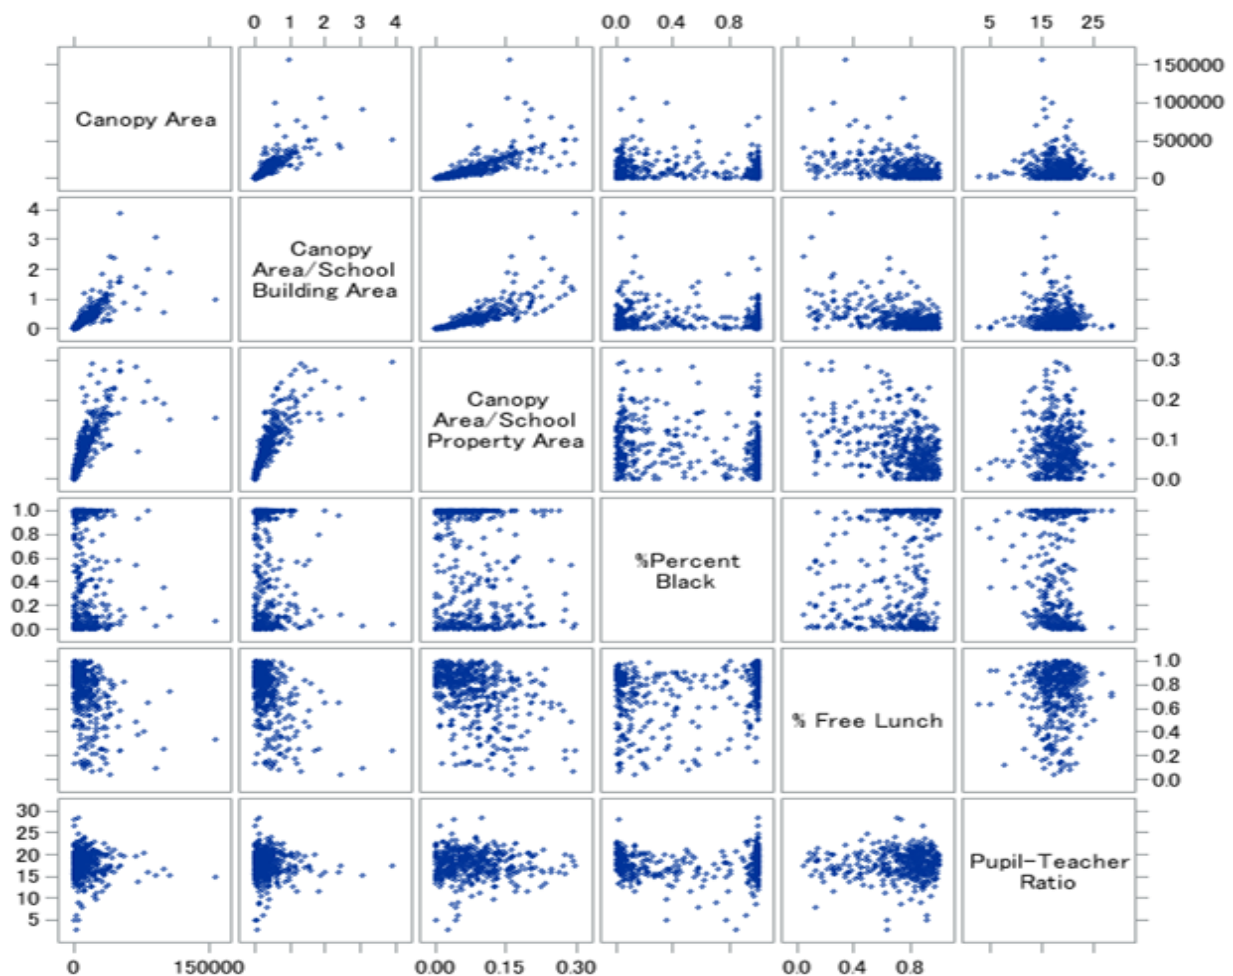 0 1 2 3 4 0.0 0.4 0.8 5 15 25
Canopy Area
150000
100000
50000
0
4
3
2
1
0
Canopy
Area/School
Building Area
Canopy
Area/School
Property Area
0.3
0.2
0.1
0.0
1.0
0.8
0.6
0.4
0.2
0.0
%Percent
Black
% Free Lunch
1.0
0.8
0.6
0.4
0.2
0.0
30
25
20
15
10
5
Pupil-Teacher
Ratio
0 150000 0.00 0.15 0.30 0.0 0.4 0.8